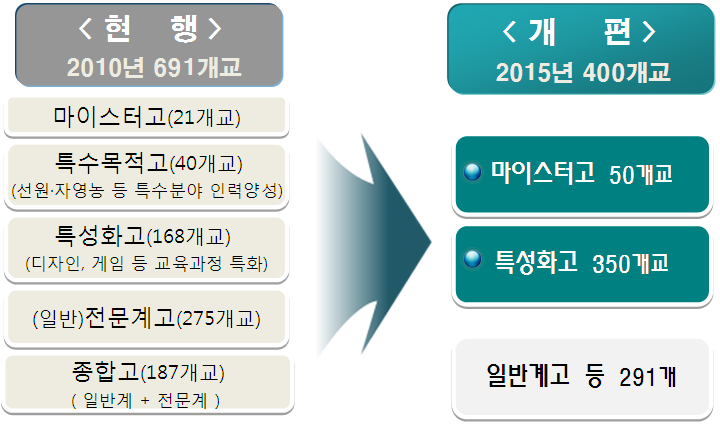 < 현 행 >
2010년 691개교
마이스터고(21개교)
특수목적고(40개교)
(선원·자영농 등 특수분야 인력양성)
특성화고(168개교)
(디자인, 게임 등 교육과정 특화)
(일반)전문계고(275개교)
종합고(187개교)
( 일반계 + 전문계 )
< 개 편 >
2015년 400개교
마이스터고 50개교
특성화고 350개교
일반계고 등 291개